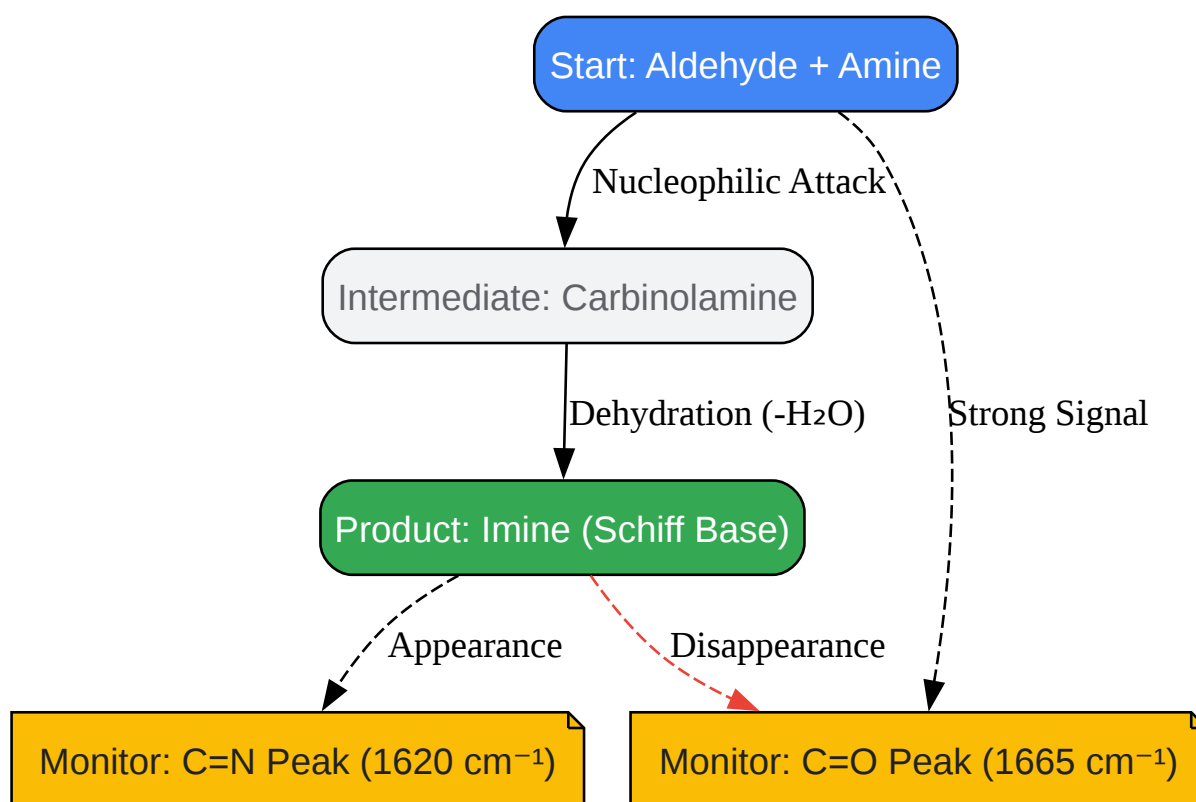 Start: Aldehyde + Amine
Nucleophilic Attack
Intermediate: Carbinolamine
Dehydration (-H₂O)
Strong Signal
Product: Imine (Schiff Base)
Appearance
Disappearance
Monitor: C=N Peak (1620 cm⁻¹)
Monitor: C=O Peak (1665 cm⁻¹)